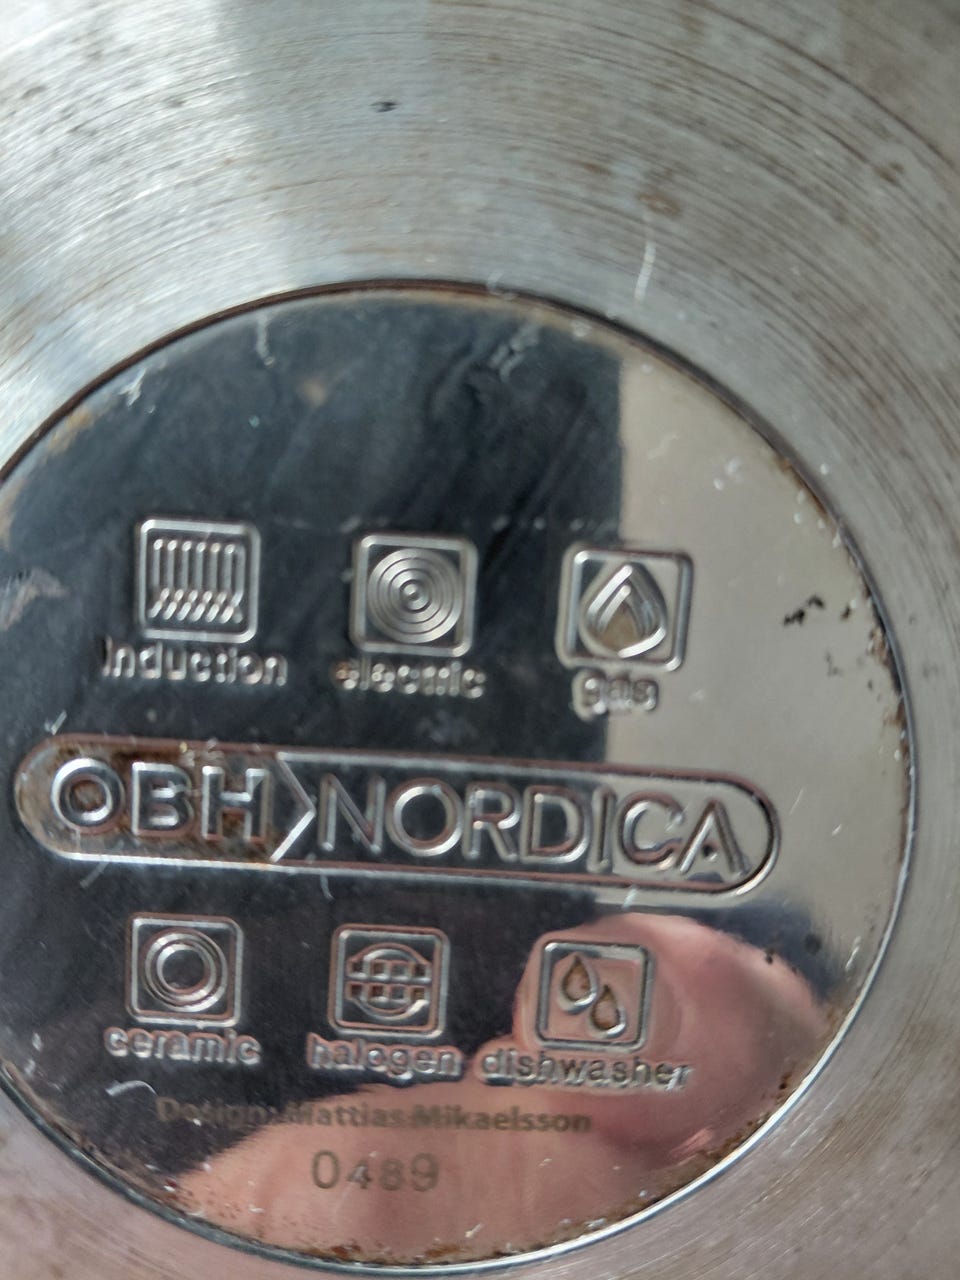 induction electric gas
OBH NORDICA
ceramic halogen dishwasher
Design: Mattias Mikaelsson
0489